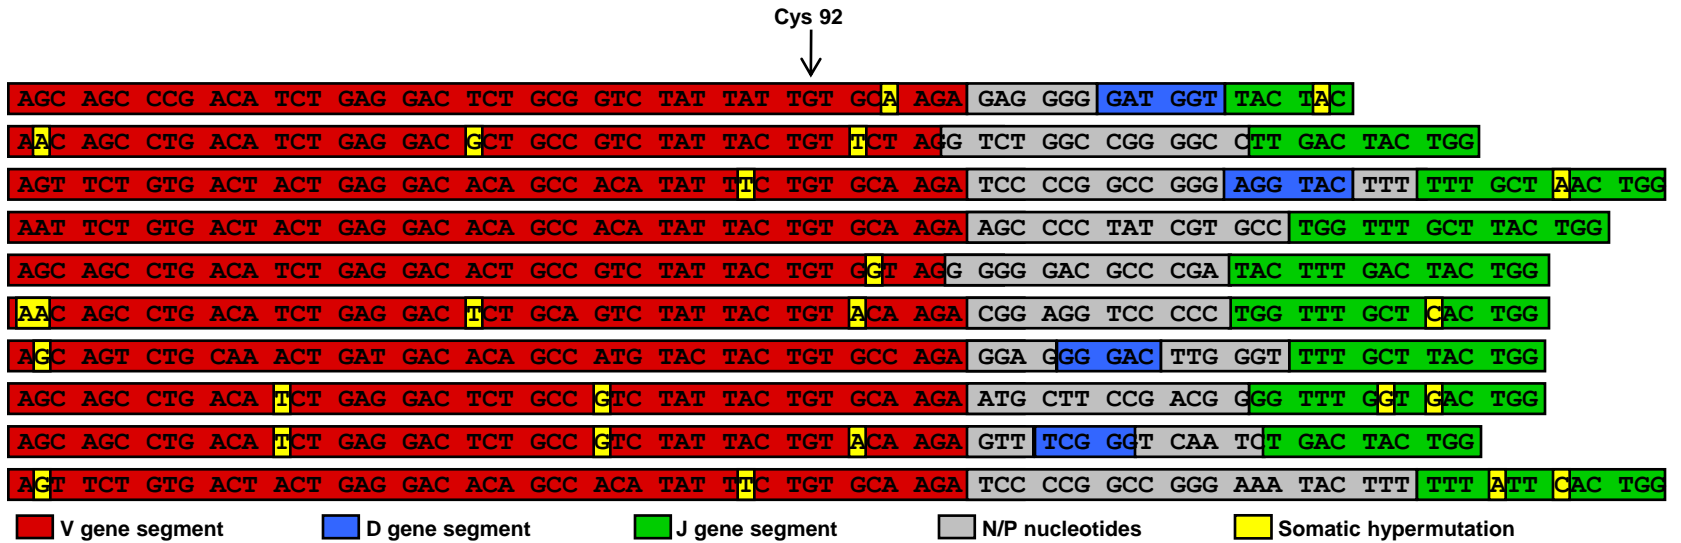 Cys 92
AGC AGC CCG ACA TCT GAG GAC TCT GCG GTC TAT TAT TGT GCA AGA GAG GGG GAT GGT TAC TAC
AAC AGC CTG ACA TCT GAG GAC GCT GCC GTC TAT TAC TGT TCT AGG TCT GGC CGG GGC CTT GAC TAC TGG
AGT TCT GTG ACT ACT GAG GAC ACA GCC ACA TAT TTC TGT GCA AGA TCC CCG GCC GGG AGG TAC TTT TTT GCT AAC TGG
AAT TCT GTG ACT ACT GAG GAC ACA GCC ACA TAT TAC TGT GCA AGA AGC CCC TAT CGT GCC TGG TTT GCT TAC TGG
AGC AGC CTG ACA TCT GAG GAC ACT GCC GTC TAT TAC TGT GGT AGG GGG GAC GCC CGA TAC TTT GAC TAC TGG
AAC AGC CTG ACA TCT GAG GAC TCT GCA GTC TAT TAC TGT ACA AGA CGG AGG TCC CCC TGG TTT GCT CAC TGG
AGC AGT CTG CAA ACT GAT GAC ACA GCC ATG TAC TAC TGT GCC AGA GGA GGG GAC TTG GGT TTT GCT TAC TGG
AGC AGC CTG ACA TCT GAG GAC TCT GCC GTC TAT TAC TGT GCA AGA ATG CTT CCG ACG GGG TTT GGT GAC TGG
AGC AGC CTG ACA TCT GAG GAC TCT GCC GTC TAT TAC TGT ACA AGA GTT TCG GGT CAA TCT GAC TAC TGG
AGT TCT GTG ACT ACT GAG GAC ACA GCC ACA TAT TTC TGT GCA AGA TCC CCG GCC GGG AAA TAC TTT TTT ATT CAC TGG
V gene segment D gene segment J gene segment N/P nucleotides Somatic hypermutation